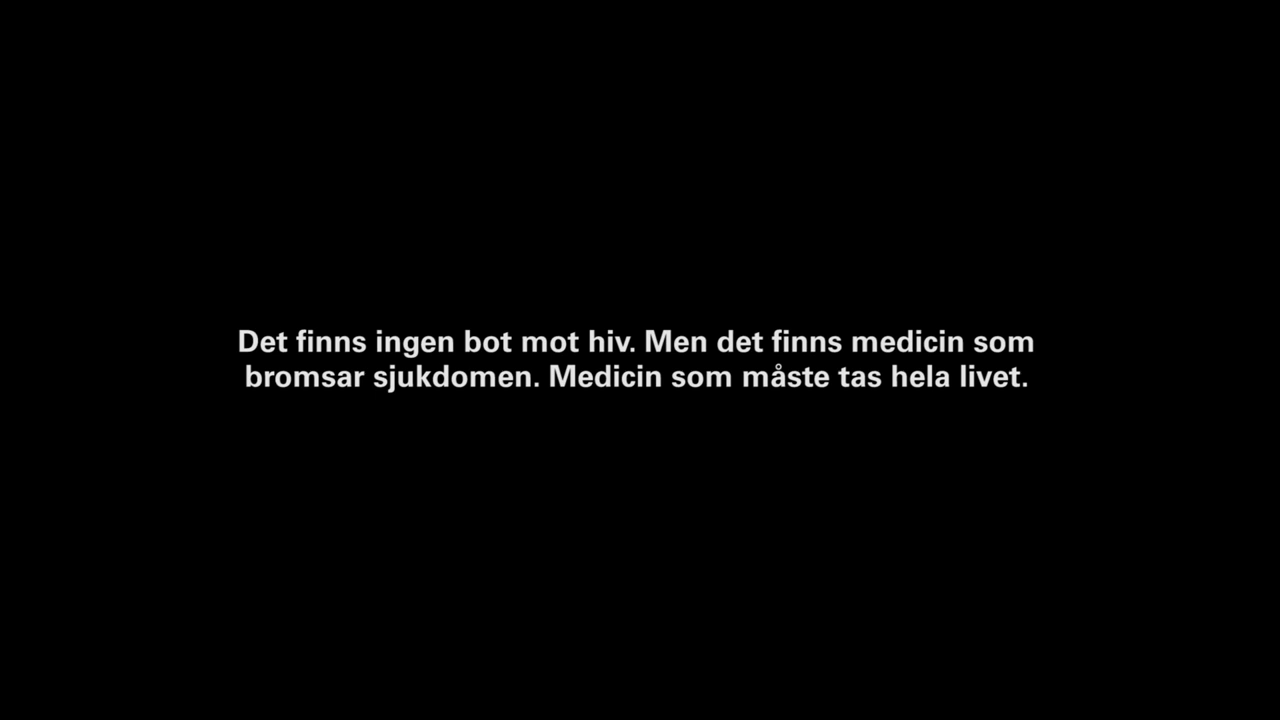 Det finns ingen bot mot hiv. Men det finns medicin som
bromsar sjukdomen. Medicin som måste tas hela livet.